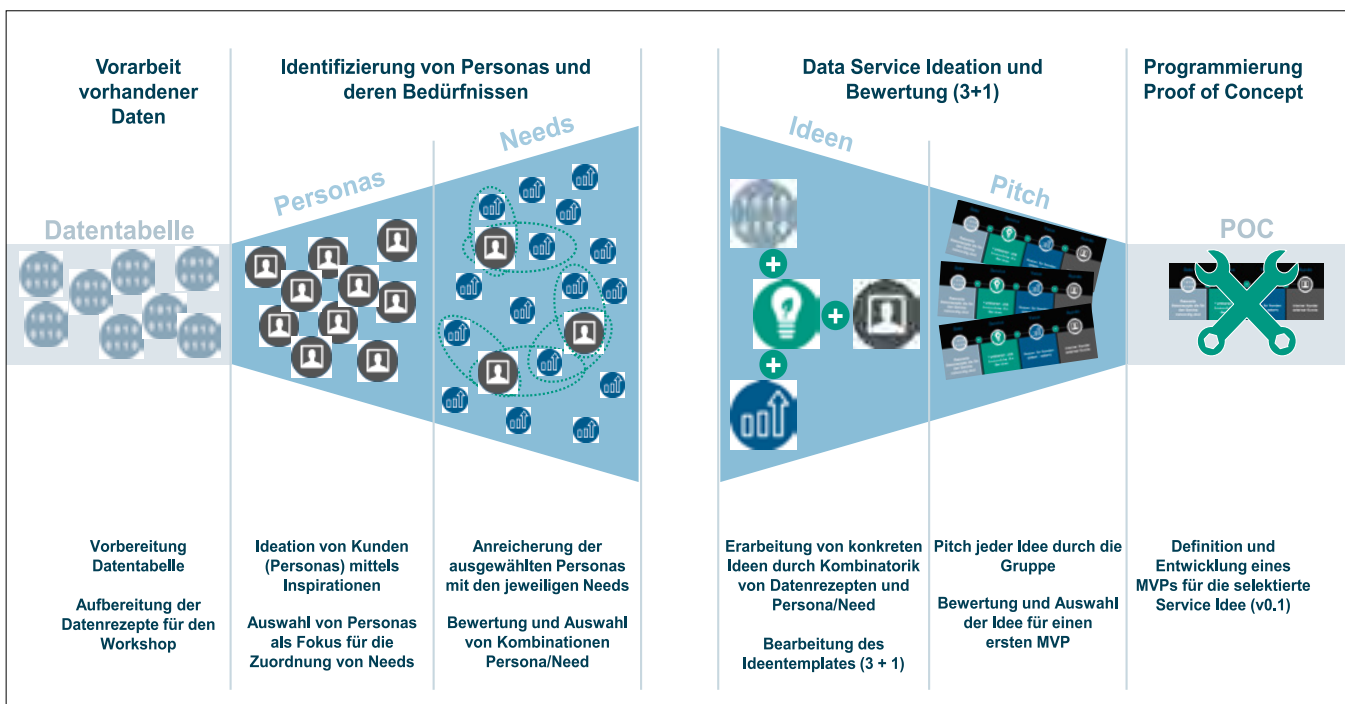 Vorarbeit
vorhandener
Daten
Identifizierung von Personas und
deren Bedürfnissen
Data Service Ideation und
Bewertung (3+1)
Programmierung
Proof of Concept
Datentabelle
Personas
Needs
Ideen
Pitch
POC
Vorbereitung
Datentabelle
Aufbereitung der
Datenrezepte für den
Workshop
Ideation von Kunden
(Personas) mittels
Inspirationen
Auswahl von Personas
als Fokus für die
Zuordnung von Needs
Anreicherung der
ausgewählten Personas
mit den jeweiligen Needs
Bewertung und Auswahl
von Kombinationen
Persona/Need
Erarbeitung von konkreten
Ideen durch Kombinatorik
von Datenrezepten und
Persona/Need
Bearbeitung des
Ideentemplates (3 + 1)
Pitch jeder Idee durch die
Gruppe
Bewertung und Auswahl
der Idee für einen
ersten MVP
Definition und
Entwicklung eines
MVPs für die selektierte
Service Idee (v0.1)